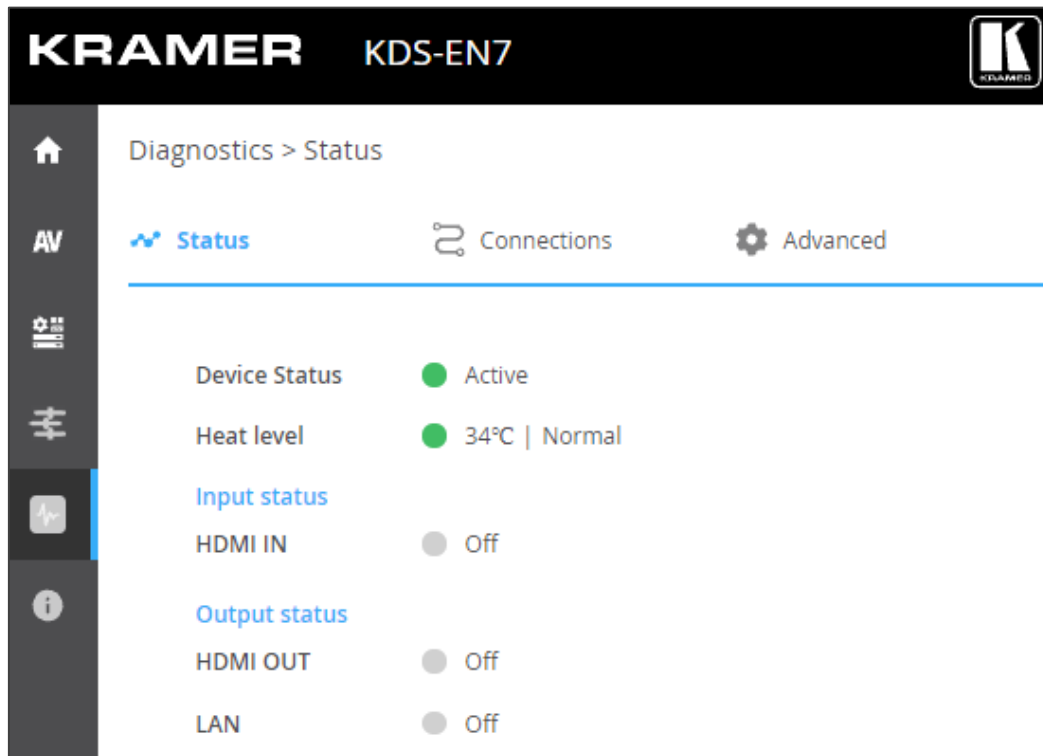 KRAMER KDS-EN7 KRAMER
Diagnostics > Status
AV Status Connections Advanced
Device Status Active
Heat level 34°C | Normal
Input status
HDMI IN Off
Output status
HDMI OUT Off
LAN Off